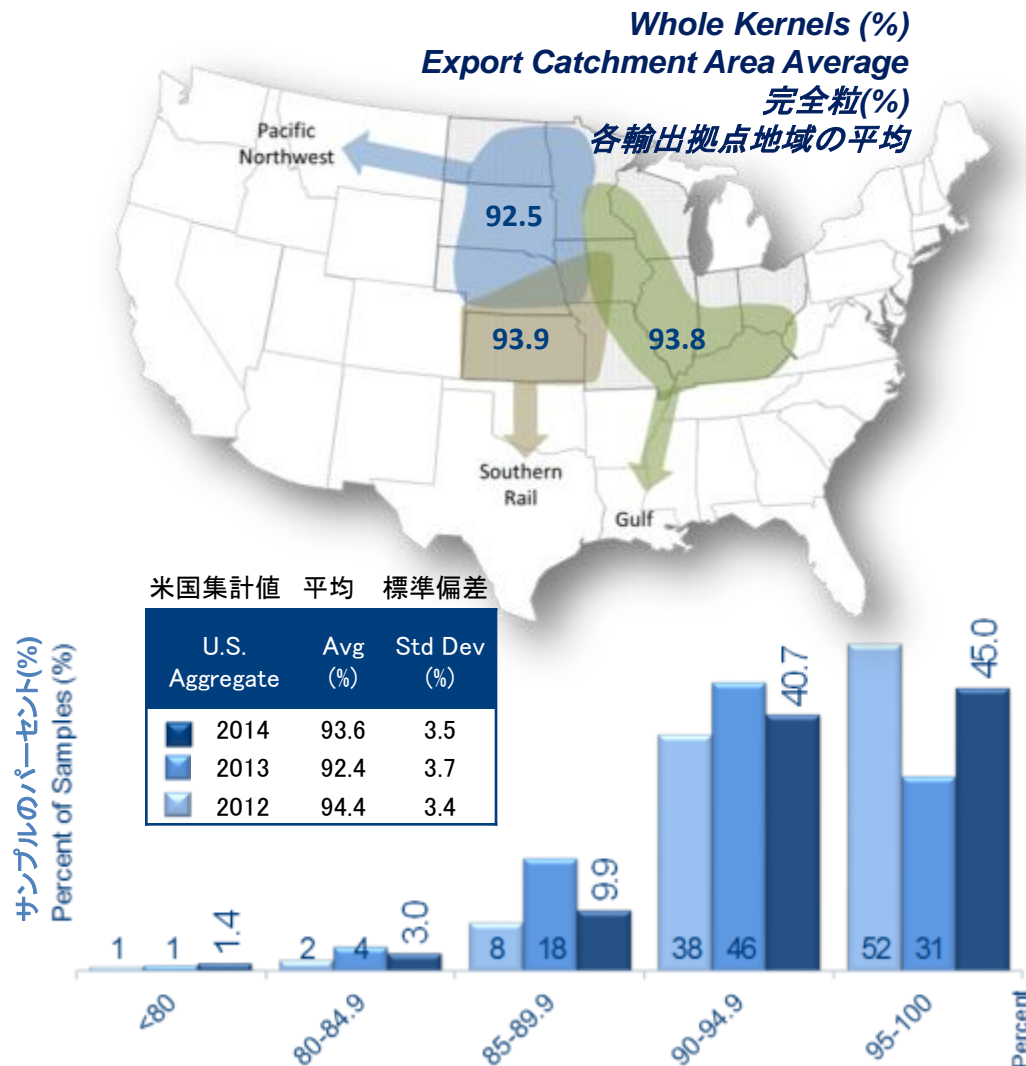 Whole Kernels (%)
Export Catchment Area Average
完全粒(%)
各輸出拠点地域の平均
Pacific
Northwest
92.5
93.9
93.8
Southern
Rail
Gulf
米国集計値 平均 標準偏差
U.S. Aggregate Avg (%) Std Dev (%)
2014 93.6 3.5
2013 92.4 3.7
2012 94.4 3.4
サンプルのパーセント(%)
Percent of Samples (%)
1 1 1.4
2 4 3.0
8 18 9.9
38 46 40.7
52 31 45.0
<80
80-84.9
85-89.9
90-94.9
95-100
Percent